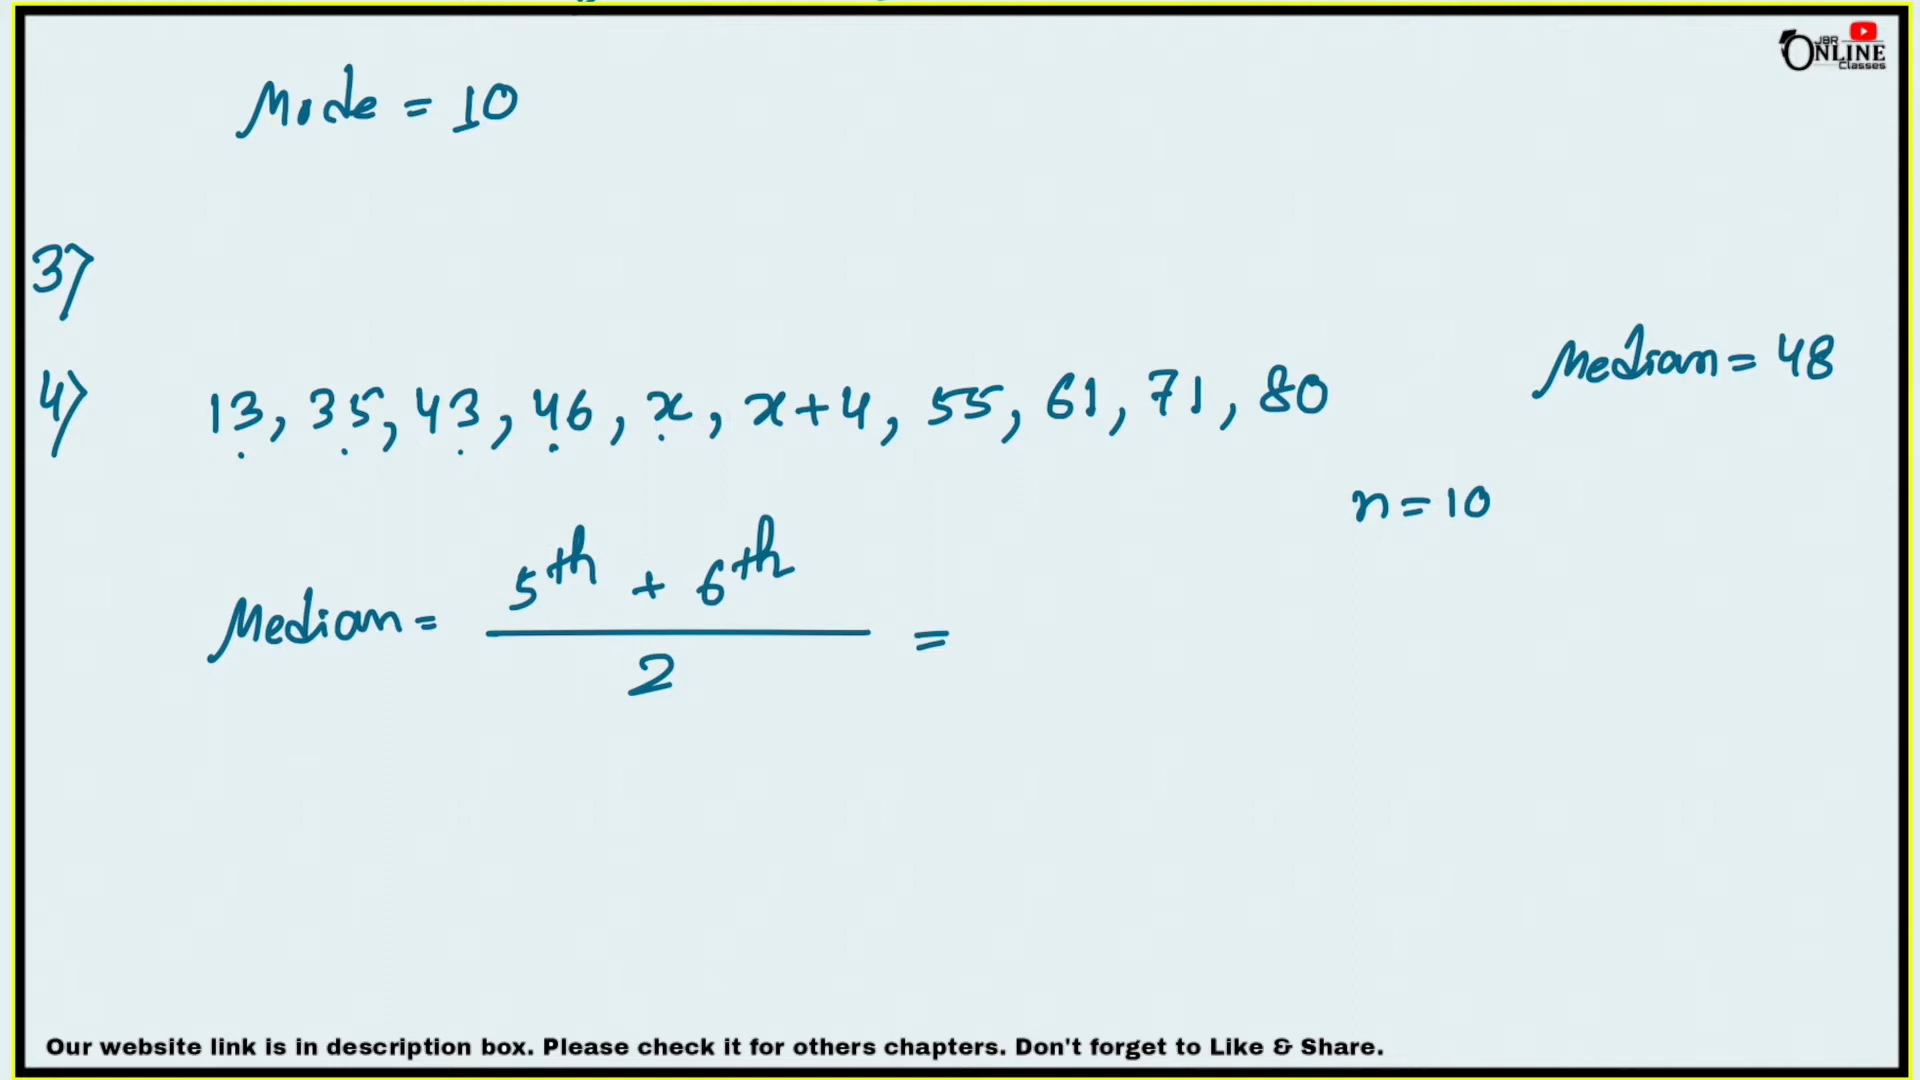 JBR
ONLINE
Classes
Mode = 10
3)
4) 13, 35, 43, 46, x, x+4, 55, 61, 71, 80
Median = 48
n = 10
Median = 5th + 6th / 2 =
Our website link is in description box. Please check it for others chapters. Don't forget to Like & Share.